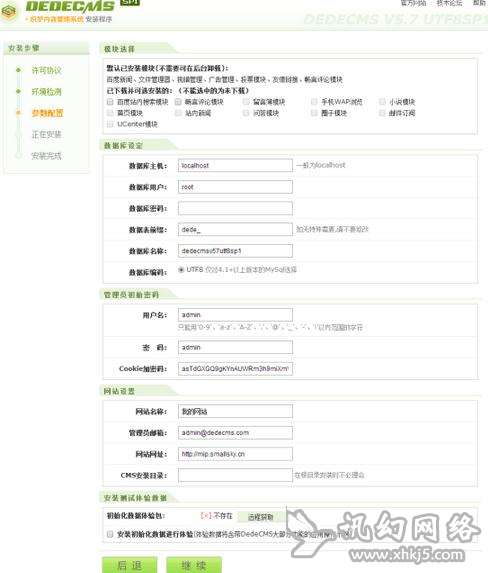 官方网站 技术论坛 帮助
DEDECMS SP1
织梦内容管理系统 安装程序
DEDECMS V5.7 UTF8SP1
安装步骤
许可协议
环境检测
参数配置
正在安装
安装完成
模块选择
默认已安装模块(不需要可在后台卸载):
百度新闻、文件管理器、挑错管理、广告管理、投票模块、友情链接、畅言评论模块
已下载并可选安装的:(不能选中的为未下载)
百度站内搜索模块 畅言评论模块 留言簿模块 手机WAP浏览 小说模块
黄页模块 站内新闻 问答模块 圈子模块 邮件订阅
UCenter模块
数据库设定
数据库主机: localhost 一般为localhost
数据库用户: root
数据库密码:
数据表前缀: dede_ 如无特殊需要,请不要修改
数据库名称: dedecmsv57utf8sp1
数据库编码: UTF8 仅对4.1+以上版本的MySql选择
管理员初始密码
用户名: admin
只能用'0-9'、'a-z'、'A-Z'、'.'、'@'、'_'、'-'、'!'以内范围的字符
密 码: admin
Cookie加密码:
网站设置
网站名称: 我的网站
管理员邮箱: admin@dedecms.com
网站网址: http://mip.smallsky.cn
CMS安装目录: 在根目录安装时不必理会
安装测试体验数据
初始化数据体验包: [×] 不存在 远程获取
安装初始化数据进行体验(体验数据将含带DedeCMS大部分功能的应用操作示例)
后退 继续
讯幻网络
www.xhkj5.com